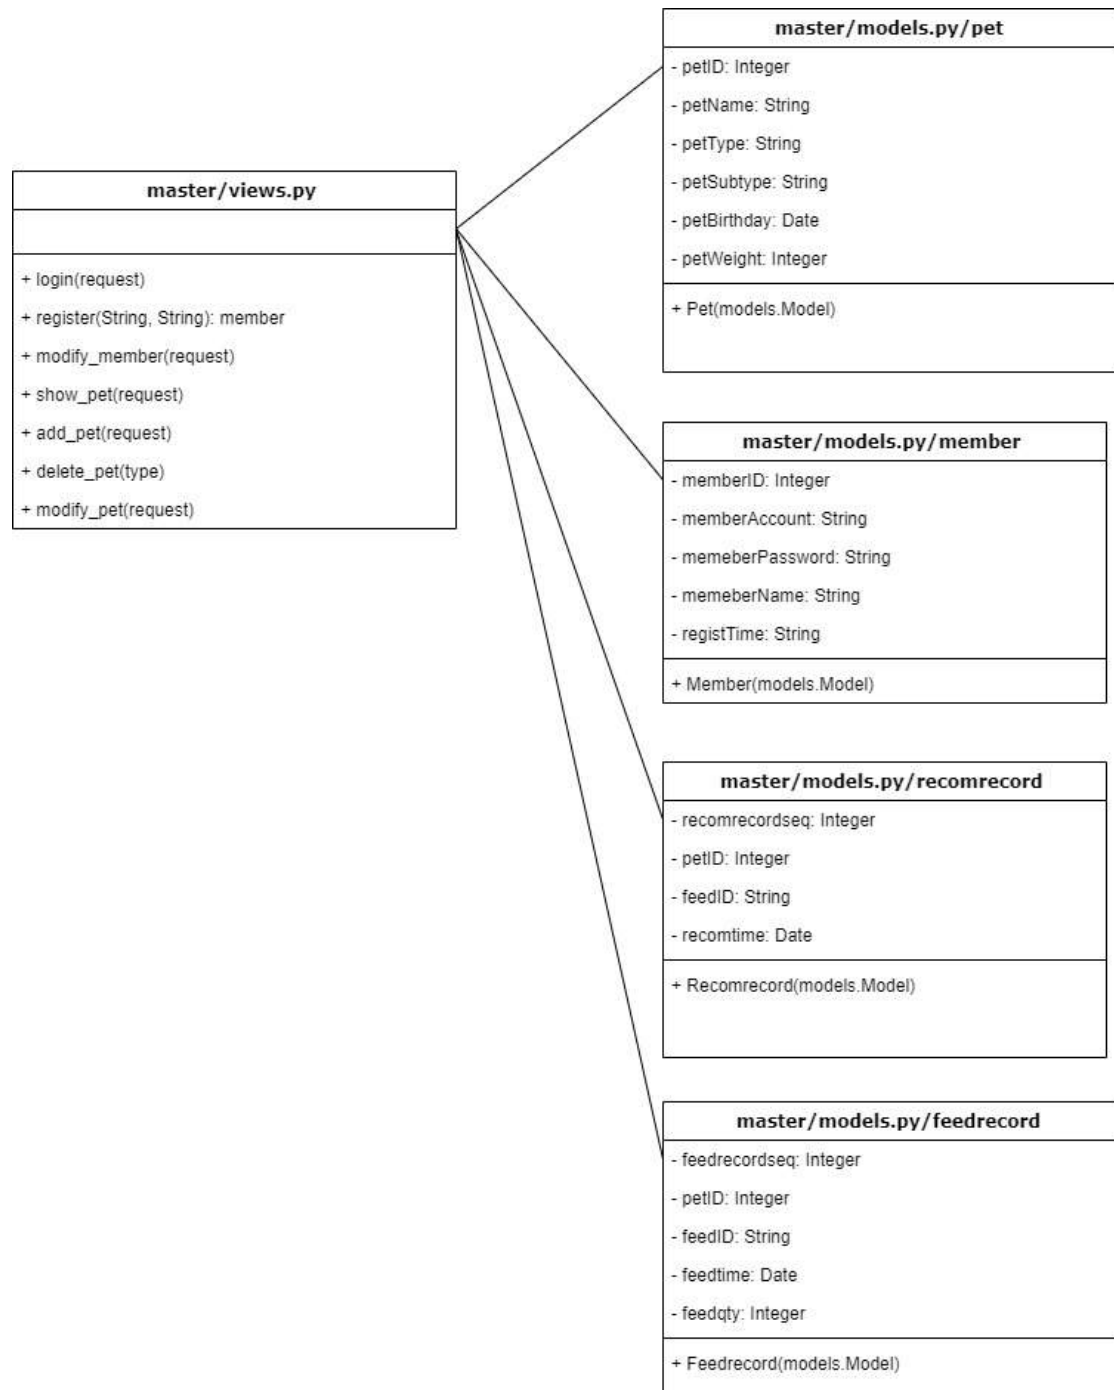 master/views.py
+ login(request)
+ register(String, String): member
+ modify_member(request)
+ show_pet(request)
+ add_pet(request)
+ delete_pet(type)
+ modify_pet(request)
master/models.py/pet
- petID: Integer
- petName: String
- petType: String
- petSubtype: String
- petBirthday: Date
- petWeight: Integer
+ Pet(models.Model)
master/models.py/member
- memberID: Integer
- memberAccount: String
- memeberPassword: String
- memeberName: String
- registTime: String
+ Member(models.Model)
master/models.py/recomrecord
- recomrecordseq: Integer
- petID: Integer
- feedID: String
- recomtime: Date
+ Recomrecord(models.Model)
master/models.py/feedrecord
- feedrecordseq: Integer
- petID: Integer
- feedID: String
- feedtime: Date
- feedqty: Integer
+ Feedrecord(models.Model)